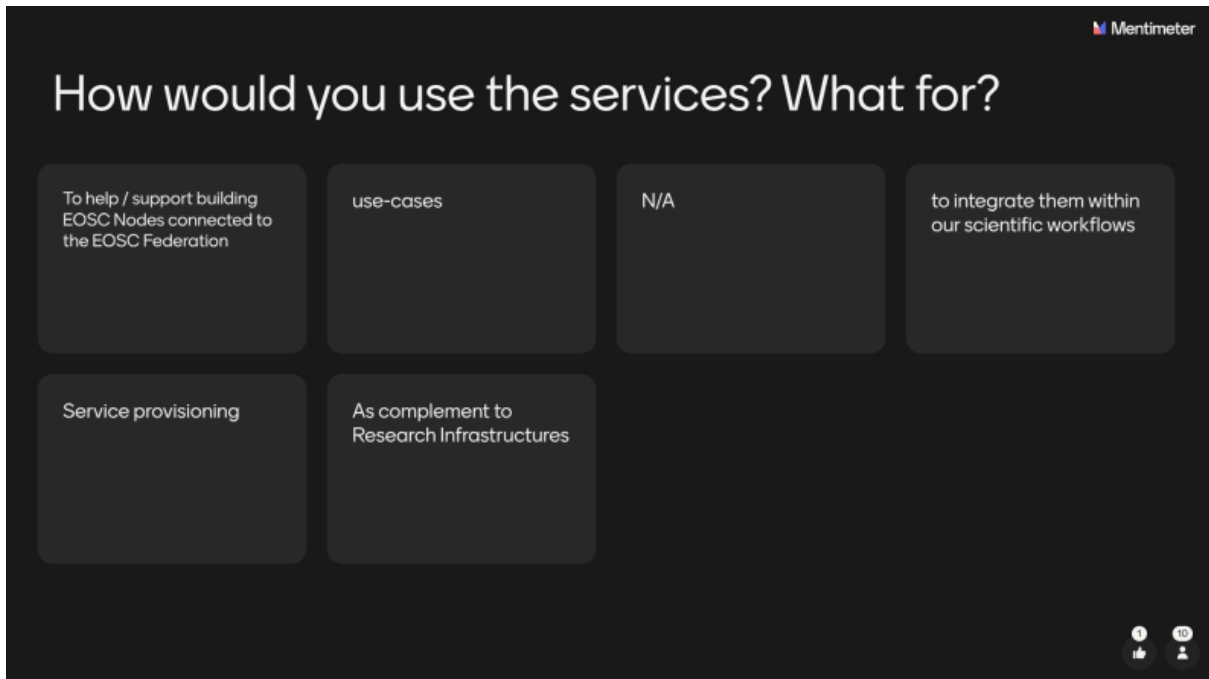 Mentimeter
How would you use the services? What for?
To help / support building
EOSC Nodes connected to
the EOSC Federation
use-cases
N/A
to integrate them within
our scientific workflows
Service provisioning
As complement to
Research Infrastructures
1
10